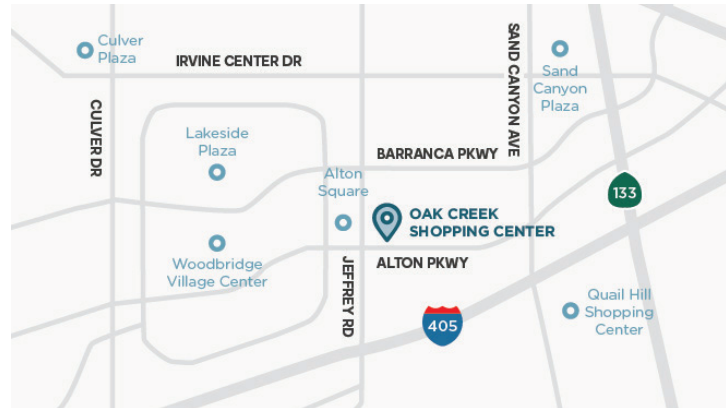 Culver
Plaza
IRVINE CENTER DR
SAND CANYON AVE
Sand
Canyon
Plaza
CULVER DR
Lakeside
Plaza
BARRANCA PKWY
Alton
Square
133
OAK CREEK
SHOPPING CENTER
Woodbridge
Village Center
JEFFREY RD
ALTON PKWY
405
Quail Hill
Shopping
Center